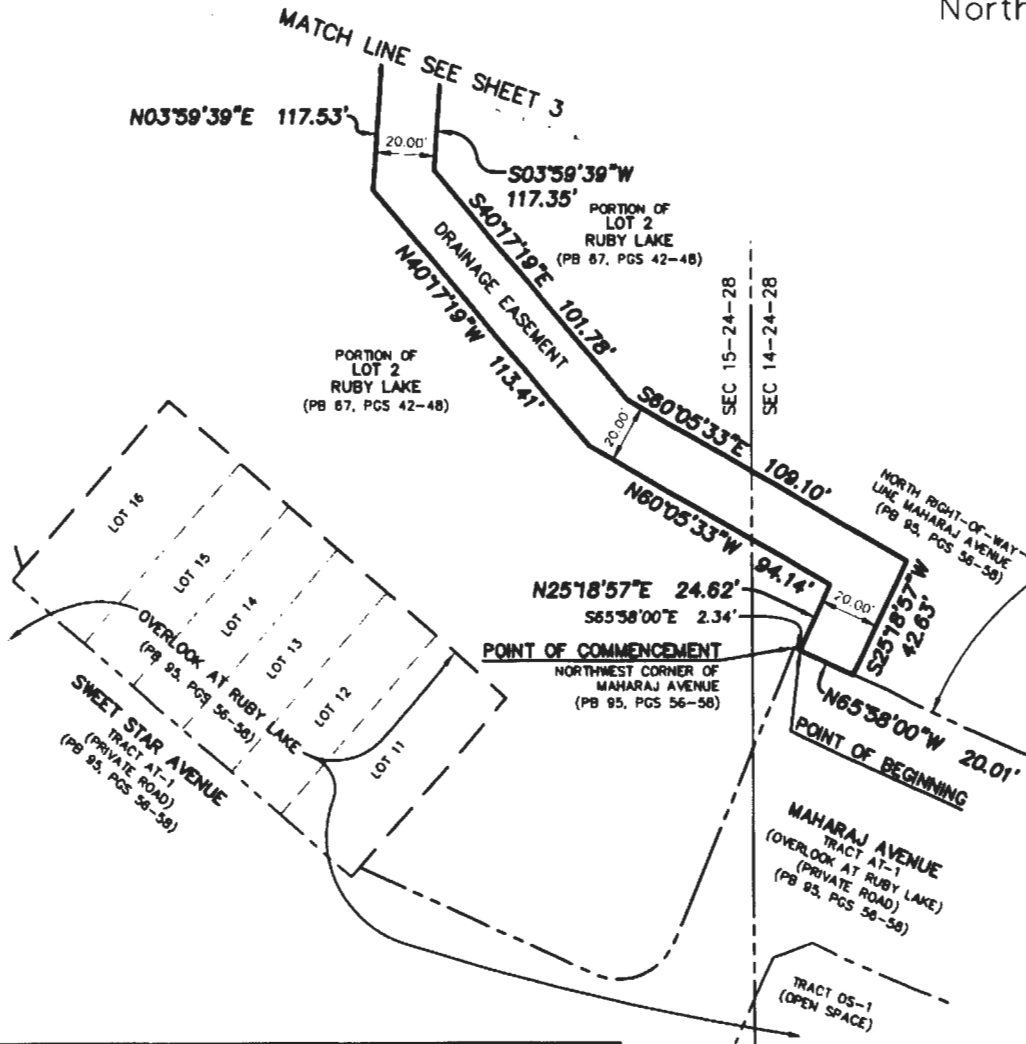 North
MATCH LINE SEE SHEET 3
N03°59'39"E 117.53'
20.00'
S03°59'39"W
117.35'
PORTION OF
LOT 2
RUBY LAKE
(PB 67, PGS 42-48)
S40°17'19"E 101.78'
DRAINAGE EASEMENT
N40°17'19"W 113.41'
PORTION OF
LOT 2
RUBY LAKE
(PB 67, PGS 42-48)
SEC 15-24-28
SEC 14-24-28
S60°05'33"E 109.10'
20.00'
N60°05'33"W 94.14'
NORTH RIGHT-OF-WAY
LINE MAHARAJ AVENUE
(PB 95, PGS 56-58)
N25°18'57"E 24.62'
20.00'
S25°18'57"W
42.63'
S65°58'00"E 2.34'
POINT OF COMMENCEMENT
NORTHWEST CORNER OF
MAHARAJ AVENUE
(PB 95, PGS 56-58)
N65°58'00"W 20.01'
POINT OF BEGINNING
LOT 16
LOT 15
LOT 14
LOT 13
LOT 12
LOT 11
OVERLOOK AT RUBY LAKE
(PB 95, PGS 56-58)
SWEET STAR AVENUE
TRACT AT-1
(PRIVATE ROAD)
(PB 95, PGS 56-58)
MAHARAJ AVENUE
TRACT AT-1
(OVERLOOK AT RUBY LAKE)
(PRIVATE ROAD)
(PB 95, PGS 56-58)
TRACT OS-1
(OPEN SPACE)